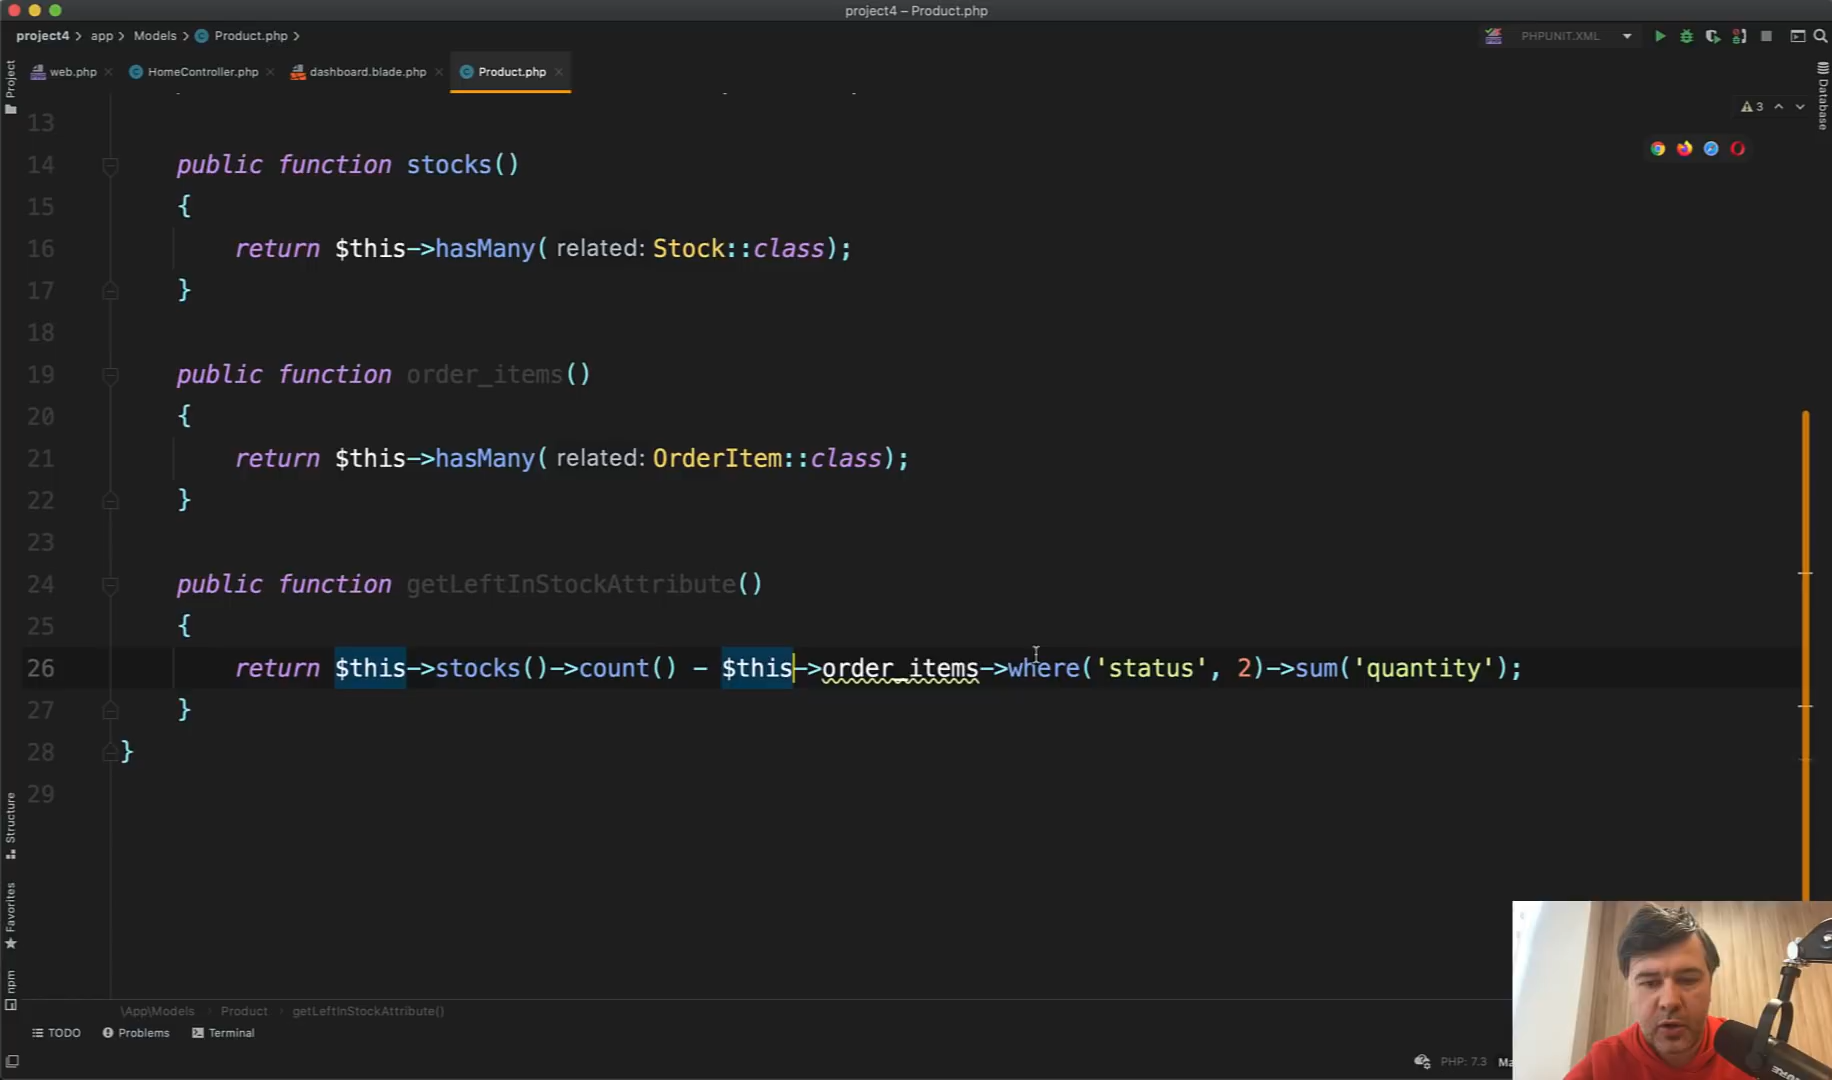 project4 – Product.php
project4 > app > Models > Product.php >
PHPUNIT.XML
web.php
HomeController.php
dashboard.blade.php
Product.php
Project
Database
3
13
14 public function stocks()
15 {
16 return $this->hasMany( related: Stock::class);
17 }
18
19 public function order_items()
20 {
21 return $this->hasMany( related: OrderItem::class);
22 }
23
24 public function getLeftInStockAttribute()
25 {
26 return $this->stocks()->count() - $this->order_items->where('status', 2)->sum('quantity');
27 }
28 }
29
Structure
Favorites
npm
\App\Models > Product > getLeftInStockAttribute()
TODO
Problems
Terminal
PHP: 7.3